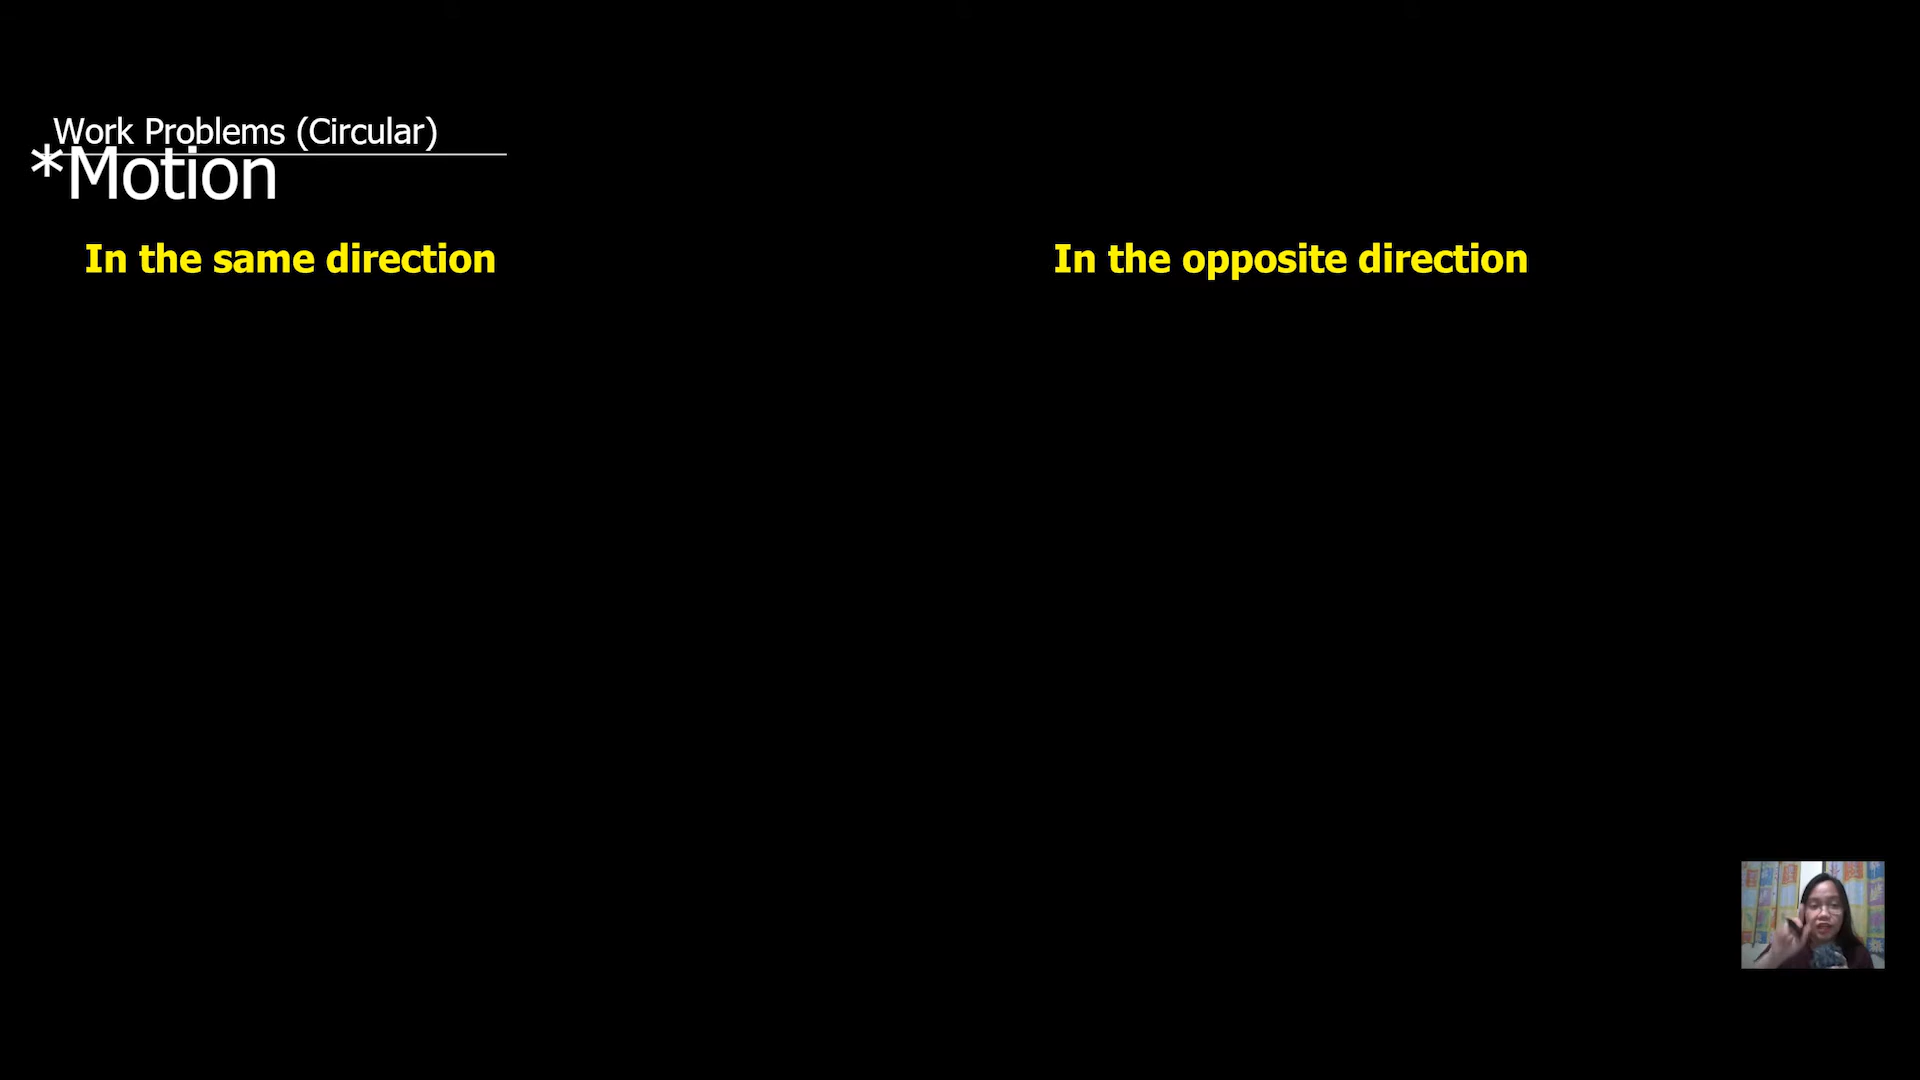 Work Problems (Circular)
*Motion
In the same direction
In the opposite direction